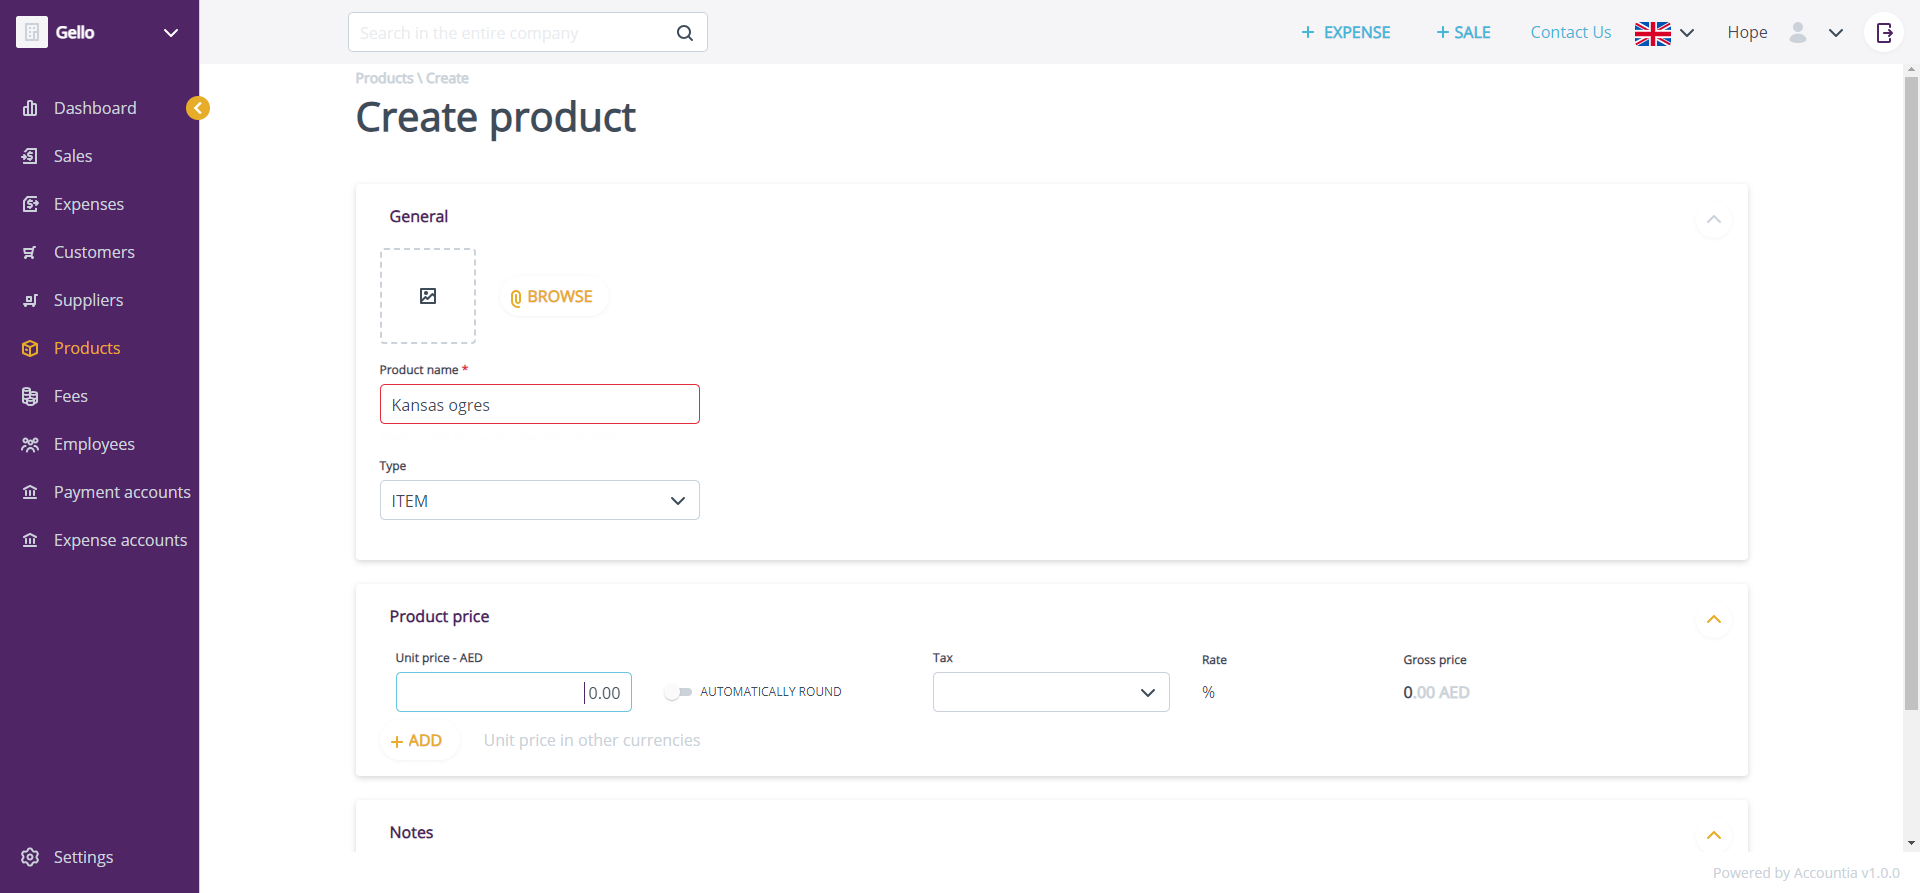 Gello
Search in the entire company
+ EXPENSE
+ SALE
Contact Us
Hope
Dashboard
Sales
Expenses
Customers
Suppliers
Products
Fees
Employees
Payment accounts
Expense accounts
Settings
Products \ Create
Create product
General
BROWSE
Product name *
Kansas ogres
Type
ITEM
Product price
Unit price - AED
Tax
Rate
Gross price
0.00
AUTOMATICALLY ROUND
%
0.00 AED
+ ADD
Unit price in other currencies
Notes
Powered by Accountia v1.0.0